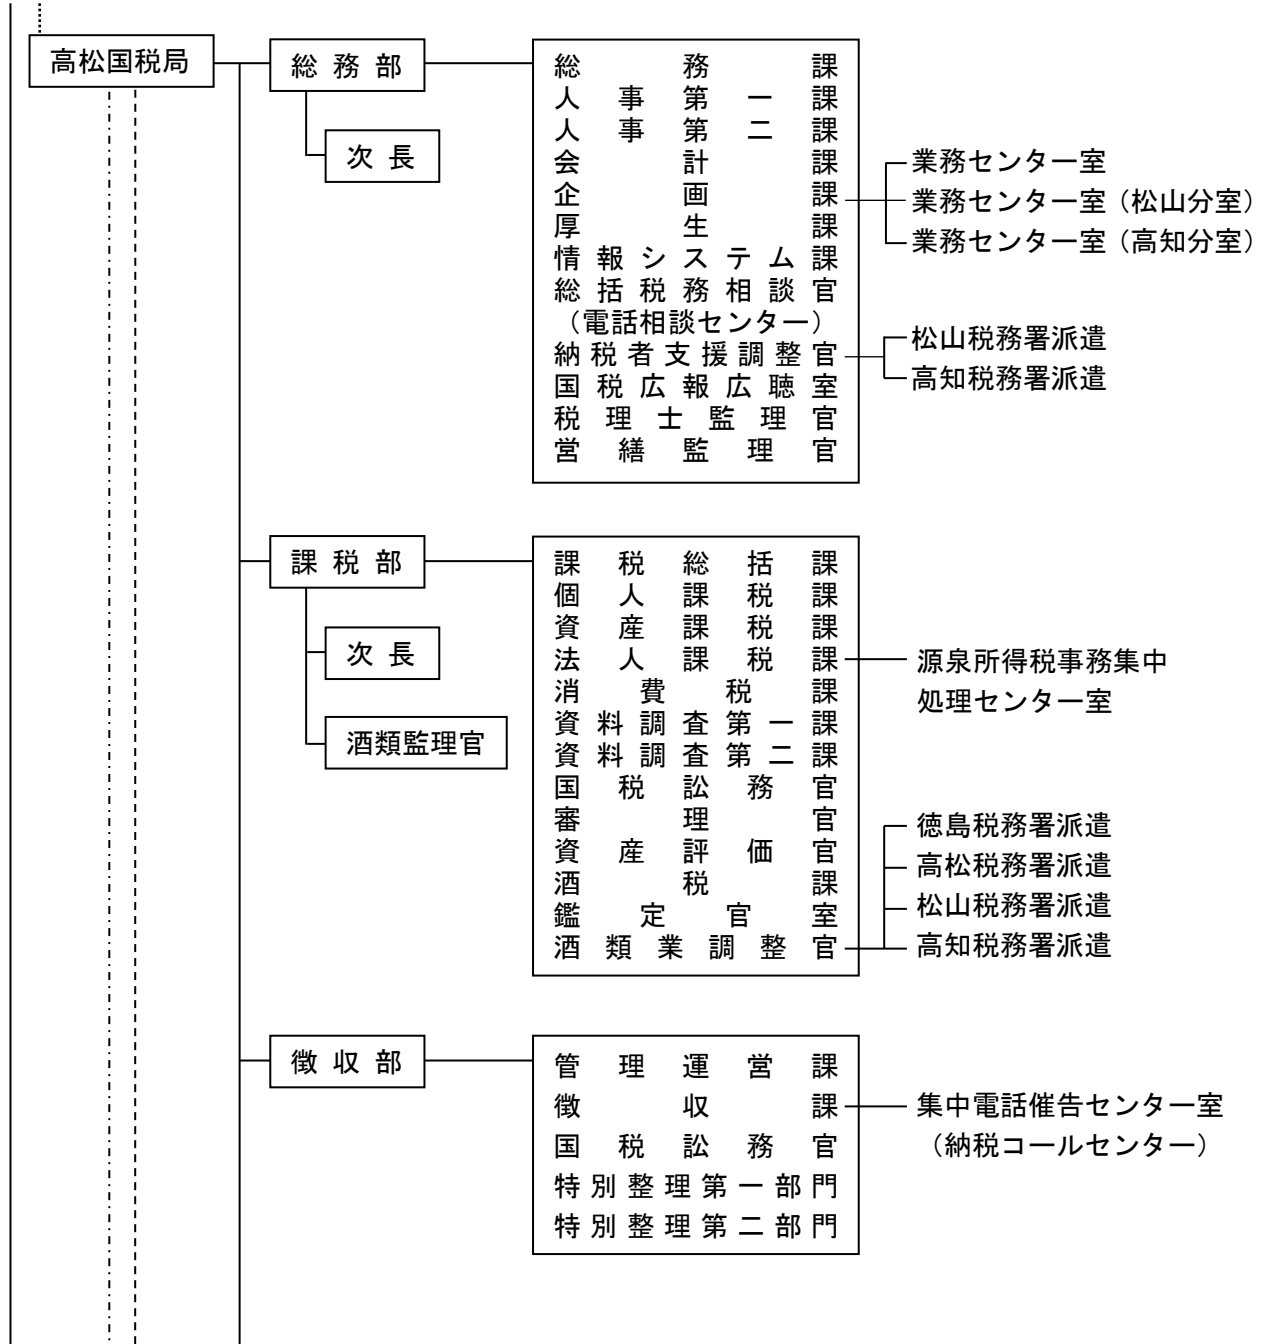 高松国税局
総務部
次長
総務課
人事第一課
人事第二課
会計課
企画課
厚生課
情報システム課
総括税務相談官
（電話相談センター）
納税者支援調整官
国税広報広聴室
税理士監理官
営繕監理官
業務センター室
業務センター室（松山分室）
業務センター室（高知分室）
松山税務署派遣
高知税務署派遣
課税部
次長
酒類監理官
課税総括課
個人課税課
資産課税課
法人課税課
消費税課
資料調査第一課
資料調査第二課
国税訟務官
審理官
資産評価官
酒税課
鑑定官室
酒類業調整官
源泉所得税事務集中
処理センター室
徳島税務署派遣
高松税務署派遣
松山税務署派遣
高知税務署派遣
徴収部
管理運営課
徴収課
国税訟務官
特別整理第一部門
特別整理第二部門
集中電話催告センター室
（納税コールセンター）